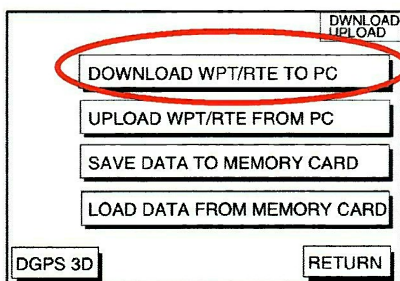 DWNLOAD
UPLOAD
DOWNLOAD WPT/RTE TO PC
UPLOAD WPT/RTE FROM PC
SAVE DATA TO MEMORY CARD
LOAD DATA FROM MEMORY CARD
DGPS 3D
RETURN